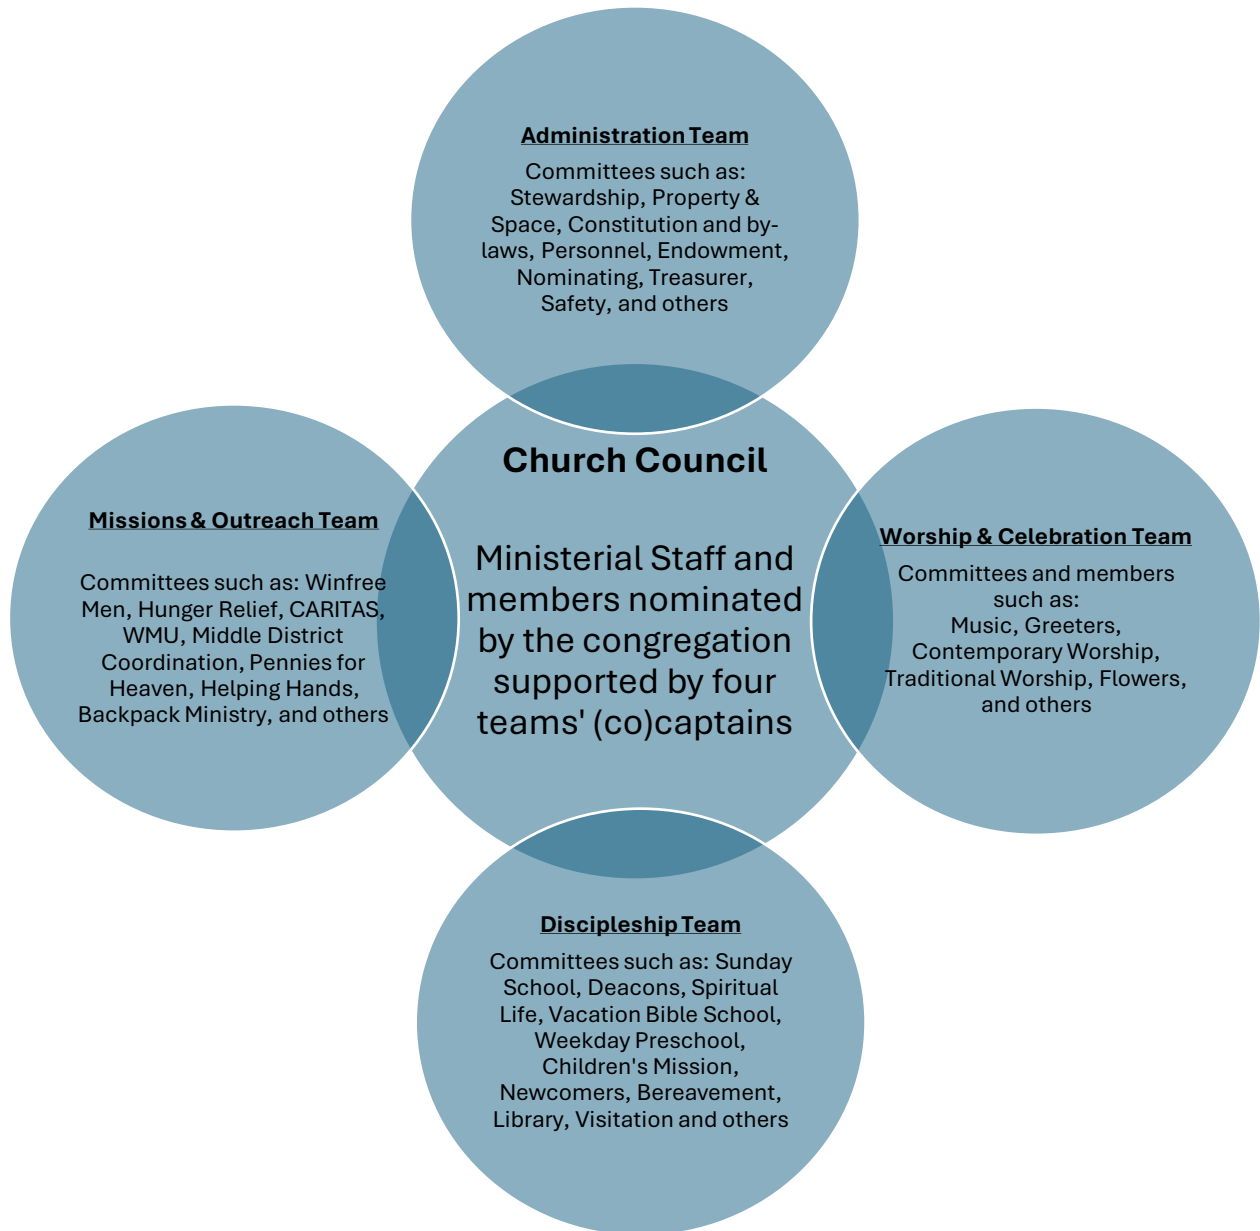 Administration Team
Committees such as:
Stewardship, Property &
Space, Constitution and by-
laws, Personnel, Endowment,
Nominating, Treasurer,
Safety, and others
Church Council
Ministerial Staff and
members nominated
by the congregation
supported by four
teams' (co)captains
Missions & Outreach Team
Committees such as: Winfree
Men, Hunger Relief, CARITAS,
WMU, Middle District
Coordination, Pennies for
Heaven, Helping Hands,
Backpack Ministry, and others
Worship & Celebration Team
Committees and members
such as:
Music, Greeters,
Contemporary Worship,
Traditional Worship, Flowers,
and others
Discipleship Team
Committees such as: Sunday
School, Deacons, Spiritual
Life, Vacation Bible School,
Weekday Preschool,
Children's Mission,
Newcomers, Bereavement,
Library, Visitation and others